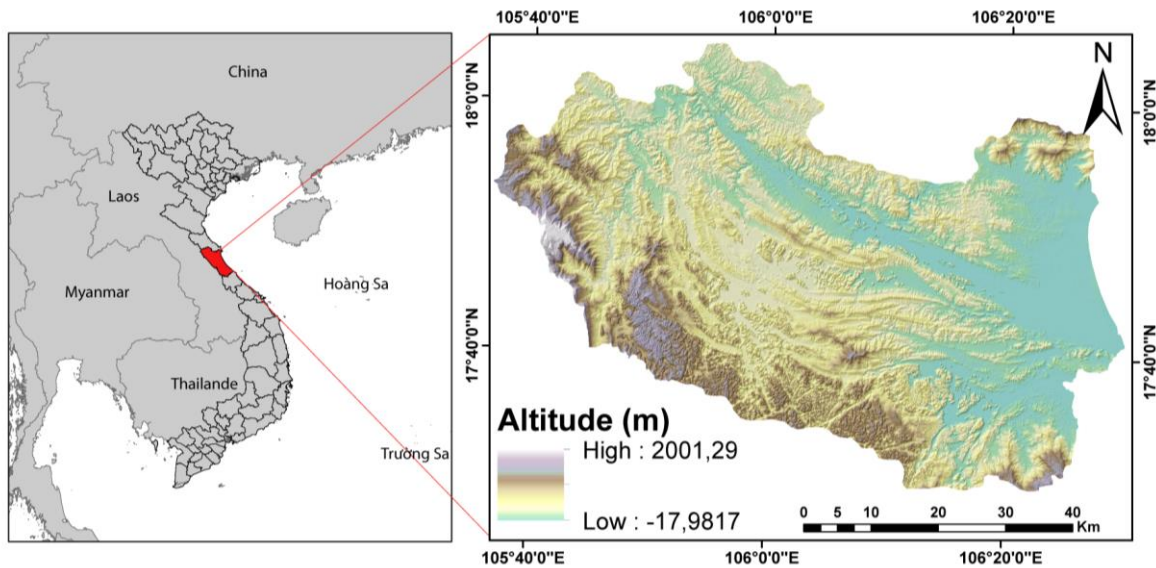 105°40'0"E
106°0'0"E
106°20'0"E
China
Laos
Myanmar
Thailande
Hoàng Sa
Trường Sa
18°0'0"N
17°40'0"N
N
18°0'0"N
17°40'0"N
Altitude (m)
High : 2001,29
Low : -17,9817
0 5 10 20 30 40
Km
105°40'0"E
106°0'0"E
106°20'0"E